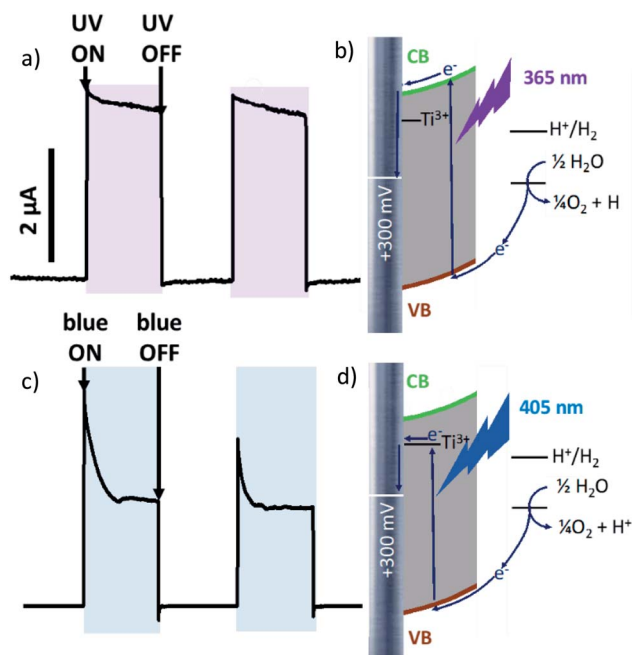 UV
ON
UV
OFF
a)
2 µA
b)
CB
e-
365 nm
Ti³⁺
H⁺/H₂
½ H₂O
¼O₂ + H
+300 mV
e-
VB
blue
ON
blue
OFF
c)
d)
CB
e-
405 nm
Ti³⁺
H⁺/H₂
½ H₂O
¼O₂ + H⁺
+300 mV
e-
VB